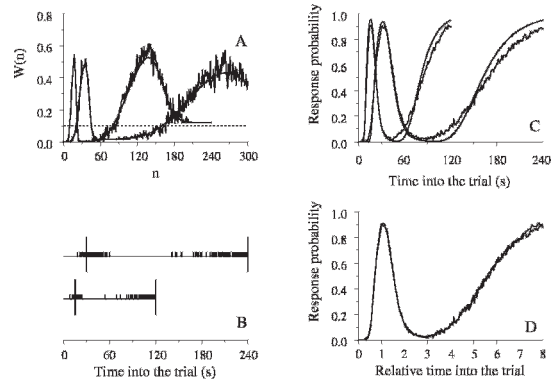 0.8
0.6
0.4
0.2
0.0
W(n)
A
0 60 120 180 240 300
n
1.0
0.8
0.6
0.4
0.2
0.0
Response probability
C
0 60 120 180 240
Time into the trial (s)
B
0 60 120 180 240
Time into the trial (s)
1.0
0.8
0.6
0.4
0.2
0.0
Response probability
D
0 1 2 3 4 5 6 7 8
Relative time into the trial